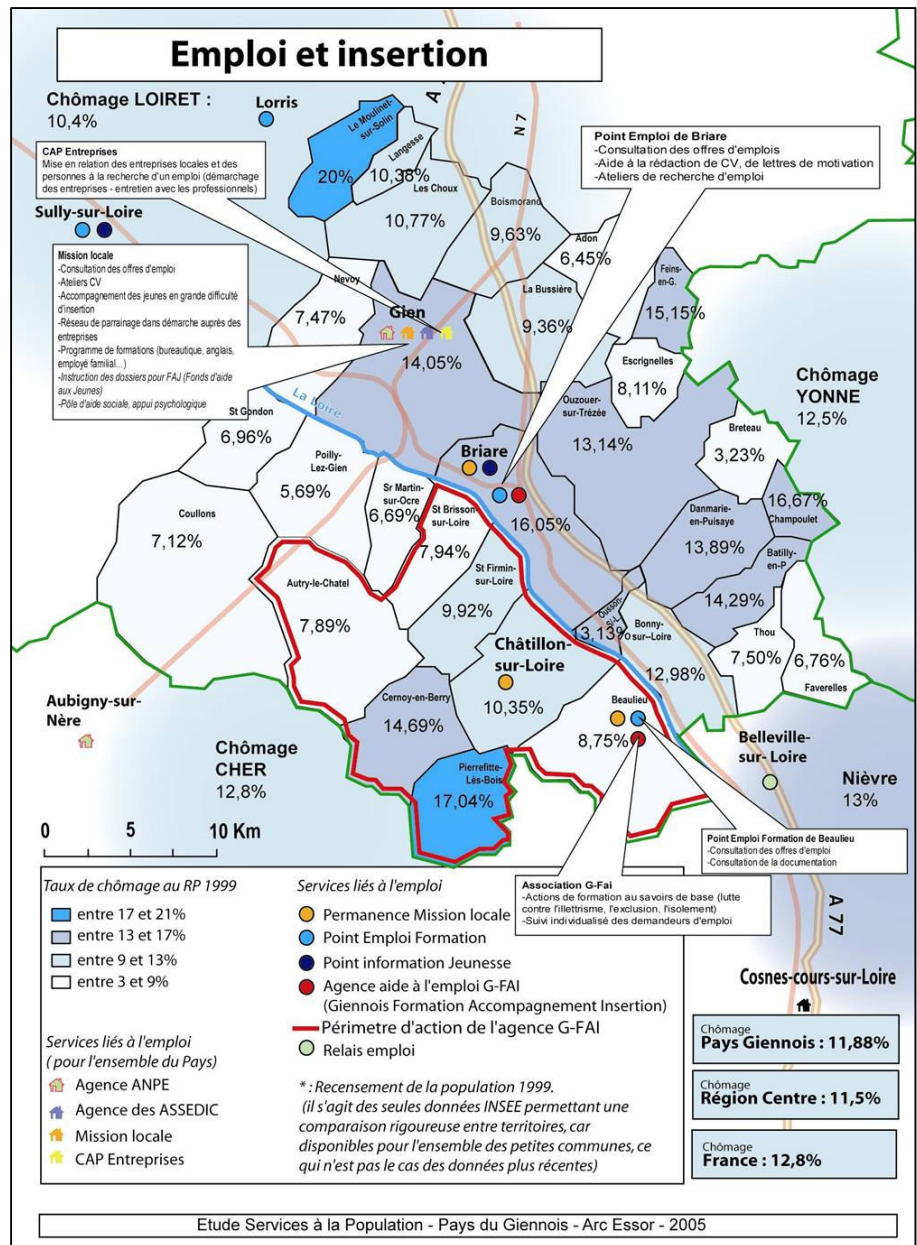 Emploi et insertion
Chômage LOIRET :
10,4%
Lorris
A
N 7
CAP Entreprises
Mise en relation des entreprises locales et des
personnes à la recherche d'un emploi (démarchage
des entreprises - entretien avec les professionnels)
Point Emploi de Briare
-Consultation des offres d'emplois
-Aide à la rédaction de CV, de lettres de motivation
-Ateliers de recherche d'emploi
Le Moulinet-
sur-Solin
20%
Langesse
10,38%
Les Choux
10,77%
Boismorand
9,63%
Adon
6,45%
Sully-sur-Loire
Mission locale
-Consultation des offres d'emploi
-Ateliers CV
-Accompagnement des jeunes en grande difficulté
d'insertion
-Réseau de parrainage dans démarche auprès des
entreprises
-Programme de formations (bureautique, anglais,
employé familial...)
-Instruction des dossiers pour FAJ (Fonds d'aide
aux Jeunes)
-Pôle d'aide sociale, appui psychologique
Nevoy
7,47%
Gien
14,05%
La Bussière
9,36%
Feins-
en-G.
15,15%
Escrignelles
8,11%
Chômage
YONNE
12,5%
Ouzouer-
sur-Trézée
13,14%
Breteau
3,23%
La Loire
St Gondon
6,96%
Poilly-
Lez-Gien
5,69%
Sr Martin-
sur-Ocre
6,69%
Briare
16,05%
St Brisson
sur-Loire
7,94%
Danmarie-
en-Puisaye
13,89%
16,67%
Champoulet
Batilly-
en-P
14,29%
Coullons
7,12%
Autry-le-Chatel
7,89%
St Firmin-
sur-Loire
9,92%
Ousson-
S/-L
13,13%
Bonny-
sur--Loire
12,98%
Thou
7,50%
6,76%
Faverelles
Châtillon-
sur-Loire
10,35%
Cernoy-en-Berry
14,69%
Beaulieu
8,75%
Aubigny-sur-
Nère
Chômage
CHER
12,8%
Pierrefitte-
Lès-Bois
17,04%
Belleville-
sur- Loire
Nièvre
13%
0 5 10 Km
Point Emploi Formation de Beaulieu
-Consultation des offres d'emploi
-Consultation de la documentation
Association G-Fai
-Actions de formation au savoirs de base (lutte
contre l'illettrisme, l'exclusion, l'isolement)
-Suivi individualisé des demandeurs d'emploi
A 77
Cosnes-cours-sur-Loire
Taux de chômage au RP 1999
entre 17 et 21%
entre 13 et 17%
entre 9 et 13%
entre 3 et 9%
Services liés à l'emploi
( pour l'ensemble du Pays)
Agence ANPE
Agence des ASSEDIC
Mission locale
CAP Entreprises
Services liés à l'emploi
Permanence Mission locale
Point Emploi Formation
Point information Jeunesse
Agence aide à l'emploi G-FAI
(Giennois Formation Accompagnement Insertion)
Périmetre d'action de l'agence G-FAI
Relais emploi
* : Recensement de la population 1999.
(il s'agit des seules données INSEE permettant une
comparaison rigoureuse entre territoires, car
disponibles pour l'ensemble des petites communes, ce
qui n'est pas le cas des données plus récentes)
Chômage
Pays Giennois : 11,88%
Chômage
Région Centre : 11,5%
Chômage
France : 12,8%
Etude Services à la Population - Pays du Giennois - Arc Essor - 2005